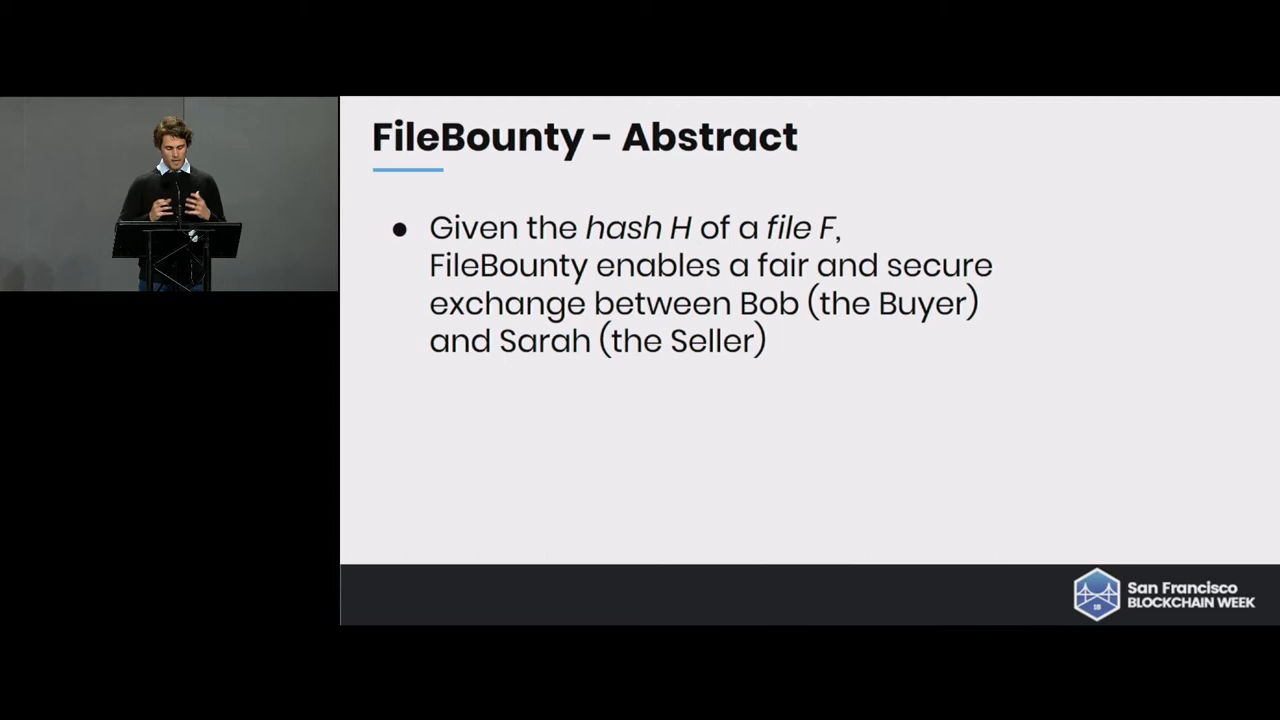 FileBounty - Abstract
● Given the hash H of a file F,
FileBounty enables a fair and secure
exchange between Bob (the Buyer)
and Sarah (the Seller)
San Francisco
BLOCKCHAIN WEEK